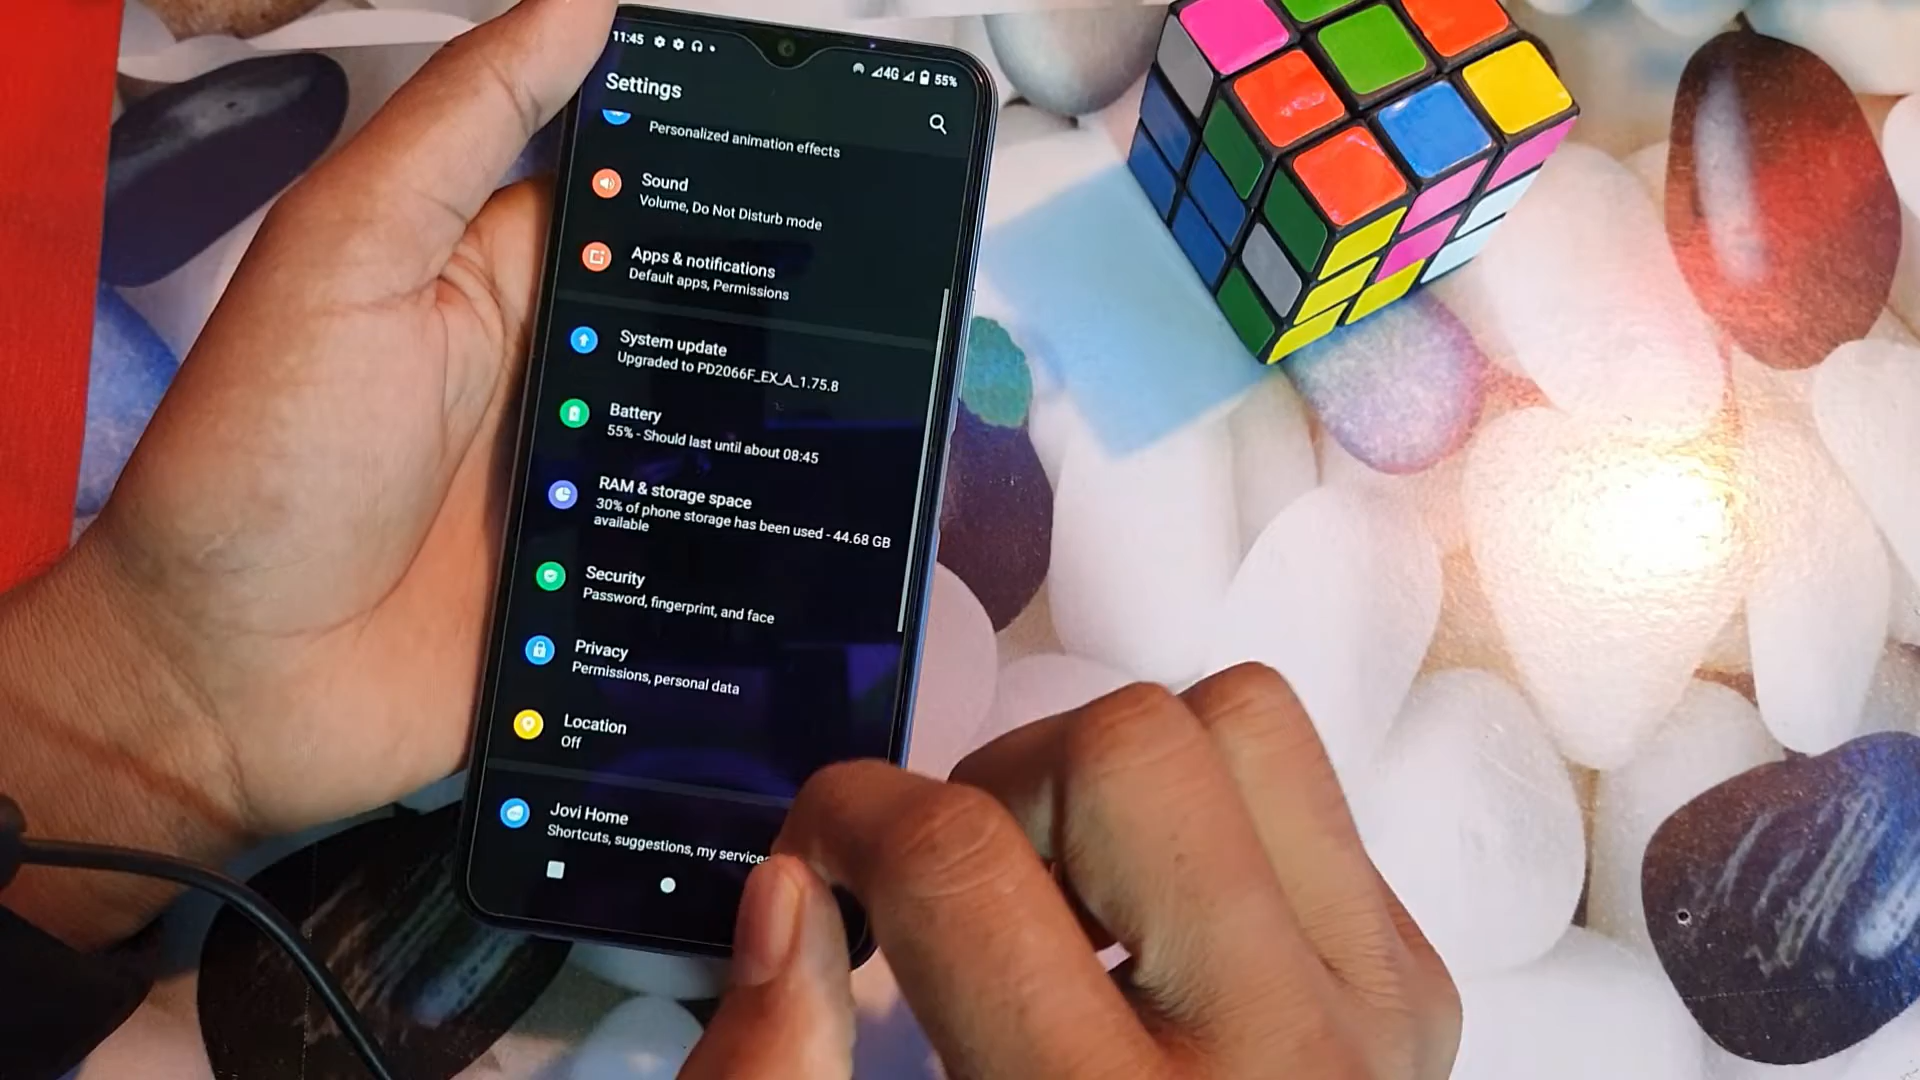 11:45
4G 55%
Settings
Personalized animation effects
Sound
Volume, Do Not Disturb mode
Apps & notifications
Default apps, Permissions
System update
Upgraded to PD2066F_EX_A_1.75.8
Battery
55% - Should last until about 08:45
RAM & storage space
30% of phone storage has been used - 44.68 GB
available
Security
Password, fingerprint, and face
Privacy
Permissions, personal data
Location
Off
Jovi Home
Shortcuts, suggestions, my services